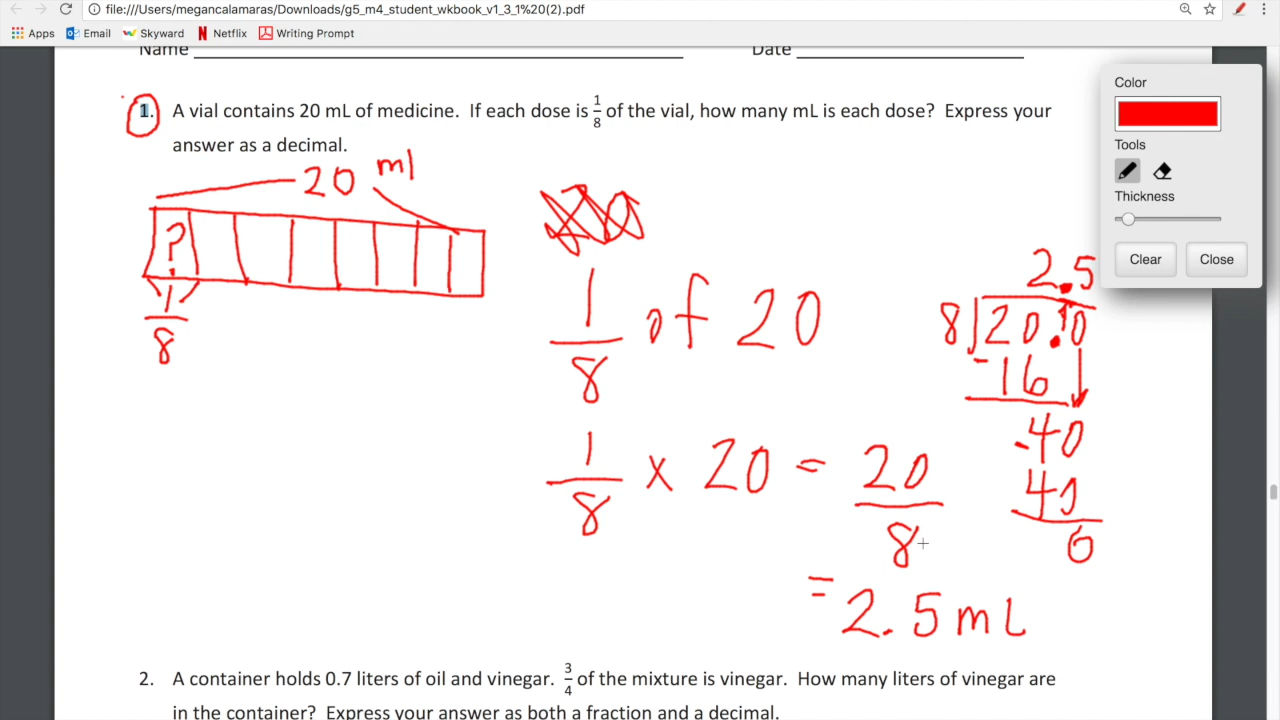 file:///Users/megancalamaras/Downloads/g5_m4_student_wkbook_v1_3_1%20(2).pdf
Apps Email Skyward Netflix Writing Prompt
Name Date
Color
Tools
Thickness
Clear Close
1. A vial contains 20 mL of medicine. If each dose is 1/8 of the vial, how many mL is each dose? Express your
answer as a decimal.
20 ml
?
1/8
1/8 of 20
1/8 x 20 = 20/8
= 2.5 mL
2.5
8 20.0
-16
-40
40
0
2. A container holds 0.7 liters of oil and vinegar. 3/4 of the mixture is vinegar. How many liters of vinegar are
in the container? Express your answer as both a fraction and a decimal.